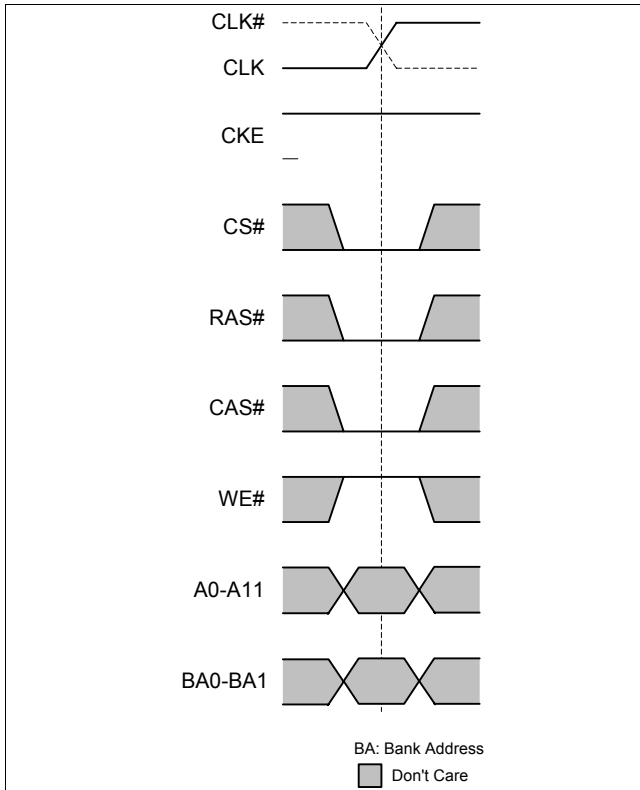 CLK#
CLK
CKE
CS#
RAS#
CAS#
WE#
A0-A11
BA0-BA1
BA: Bank Address
Don't Care